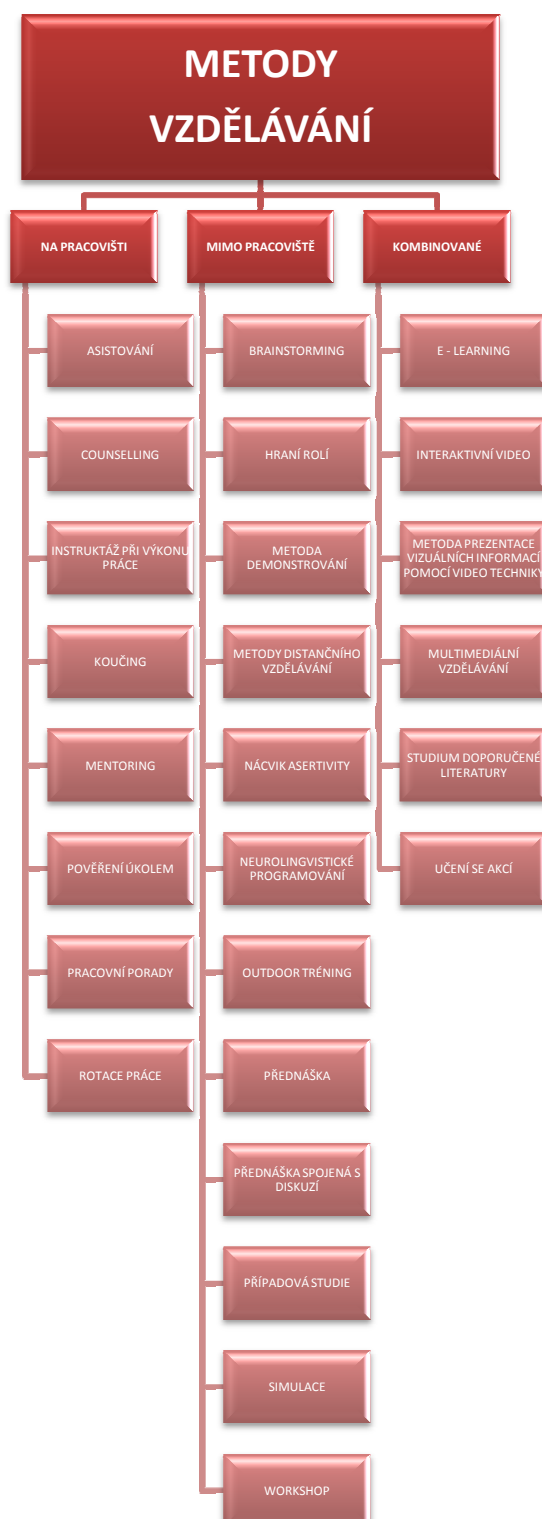 METODY
VZDĚLÁVÁNÍ
NA PRACOVIŠTI
ASISTOVÁNÍ
COUNSELLING
INSTRUKTÁŽ PŘI VÝKONU
PRÁCE
KOUČING
MENTORING
POVĚŘENÍ ÚKOLEM
PRACOVNÍ PORADY
ROTACE PRÁCE
MIMO PRACOVIŠTĚ
BRAINSTORMING
HRANÍ ROLÍ
METODA
DEMONSTROVÁNÍ
METODY DISTANČNÍHO
VZDĚLÁVÁNÍ
NÁCVIK ASERTIVITY
NEUROLINGVISTICKÉ
PROGRAMOVÁNÍ
OUTDOOR TRÉNING
PŘEDNÁŠKA
PŘEDNÁŠKA SPOJENÁ S
DISKUZÍ
PŘÍPADOVÁ STUDIE
SIMULACE
WORKSHOP
KOMBINOVANÉ
E - LEARNING
INTERAKTIVNÍ VIDEO
METODA PREZENTACE
VIZUÁLNÍCH INFORMACÍ
POMOCÍ VIDEO TECHNIKY
MULTIMEDIÁLNÍ
VZDĚLÁVÁNÍ
STUDIUM DOPORUČENÉ
LITERATURY
UČENÍ SE AKCÍ